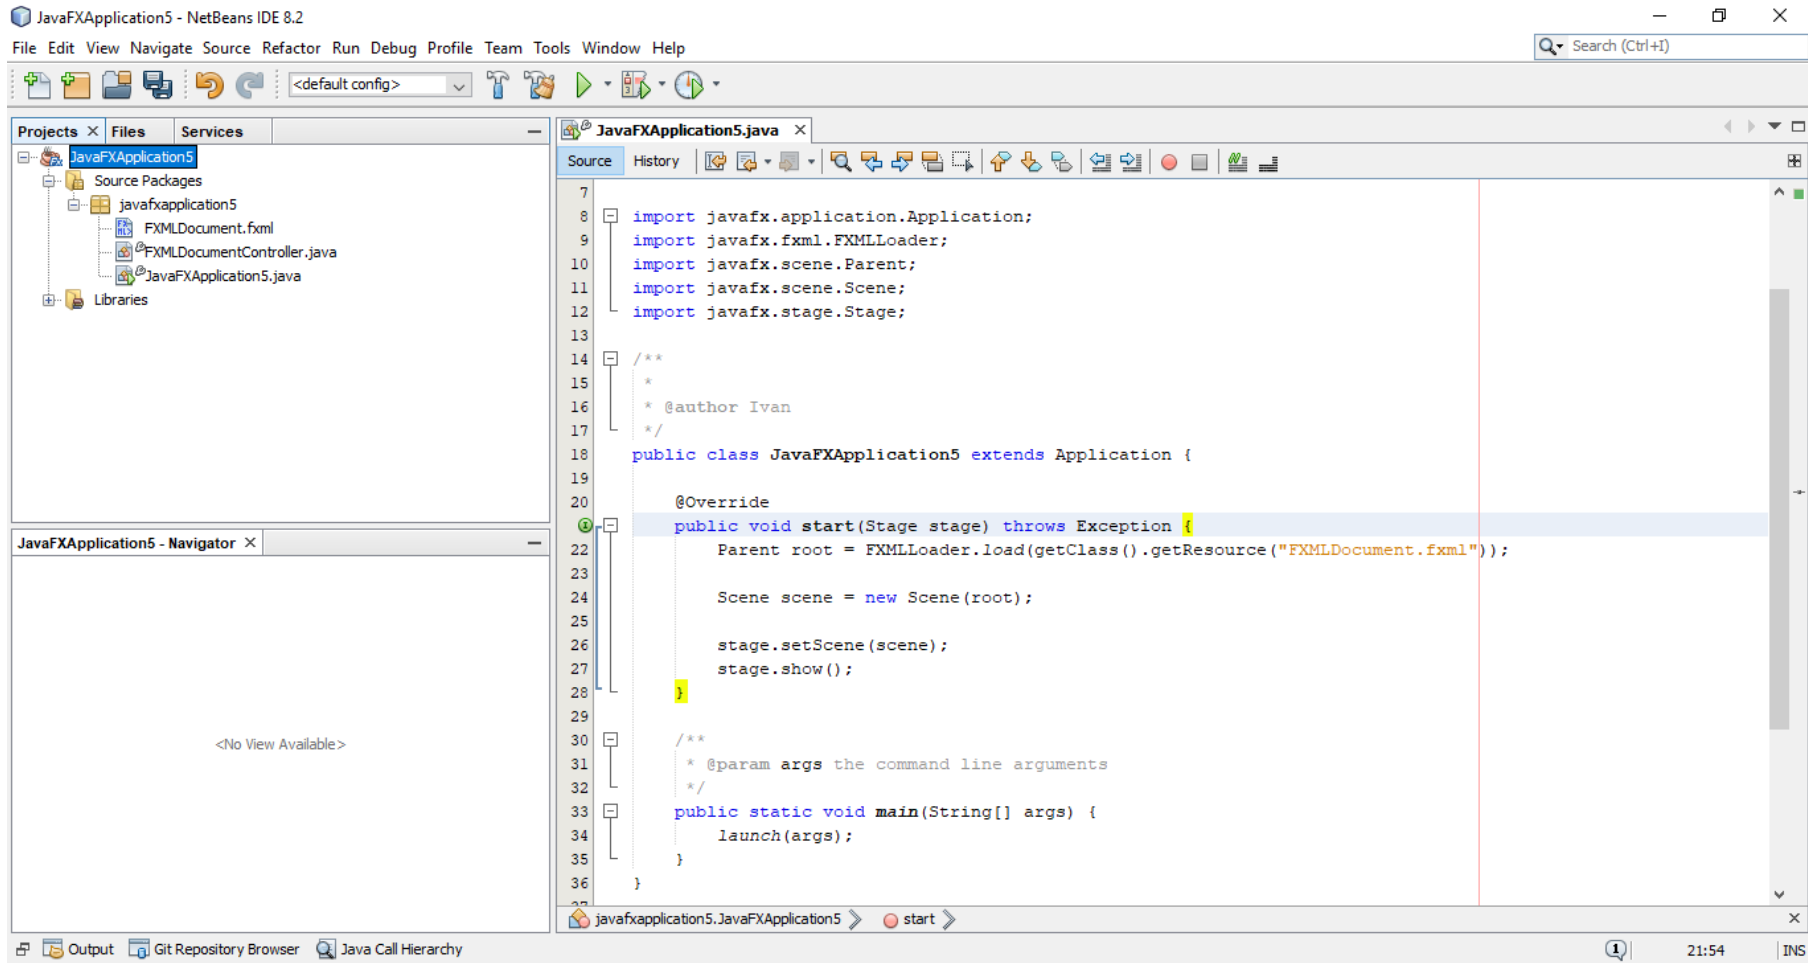 JavaFXApplication5 - NetBeans IDE 8.2
File Edit View Navigate Source Refactor Run Debug Profile Team Tools Window Help
Search (Ctrl+I)
<default config>
Projects Files Services
JavaFXApplication5
Source Packages
javafxapplication5
FXMLDocument.fxml
FXMLDocumentController.java
JavaFXApplication5.java
Libraries
JavaFXApplication5 - Navigator
<No View Available>
JavaFXApplication5.java
Source History
7
8 import javafx.application.Application;
9 import javafx.fxml.FXMLLoader;
10 import javafx.scene.Parent;
11 import javafx.scene.Scene;
12 import javafx.stage.Stage;
13
14 /**
15 *
16 * @author Ivan
17 */
18 public class JavaFXApplication5 extends Application {
19
20 @Override
public void start(Stage stage) throws Exception {
22 Parent root = FXMLLoader.load(getClass().getResource("FXMLDocument.fxml"));
23
24 Scene scene = new Scene(root);
25
26 stage.setScene(scene);
27 stage.show();
28 }
29
30 /**
31 * @param args the command line arguments
32 */
33 public static void main(String[] args) {
34 launch(args);
35 }
36 }
javafxapplication5.JavaFXApplication5 start
Output Git Repository Browser Java Call Hierarchy
1 21:54 INS